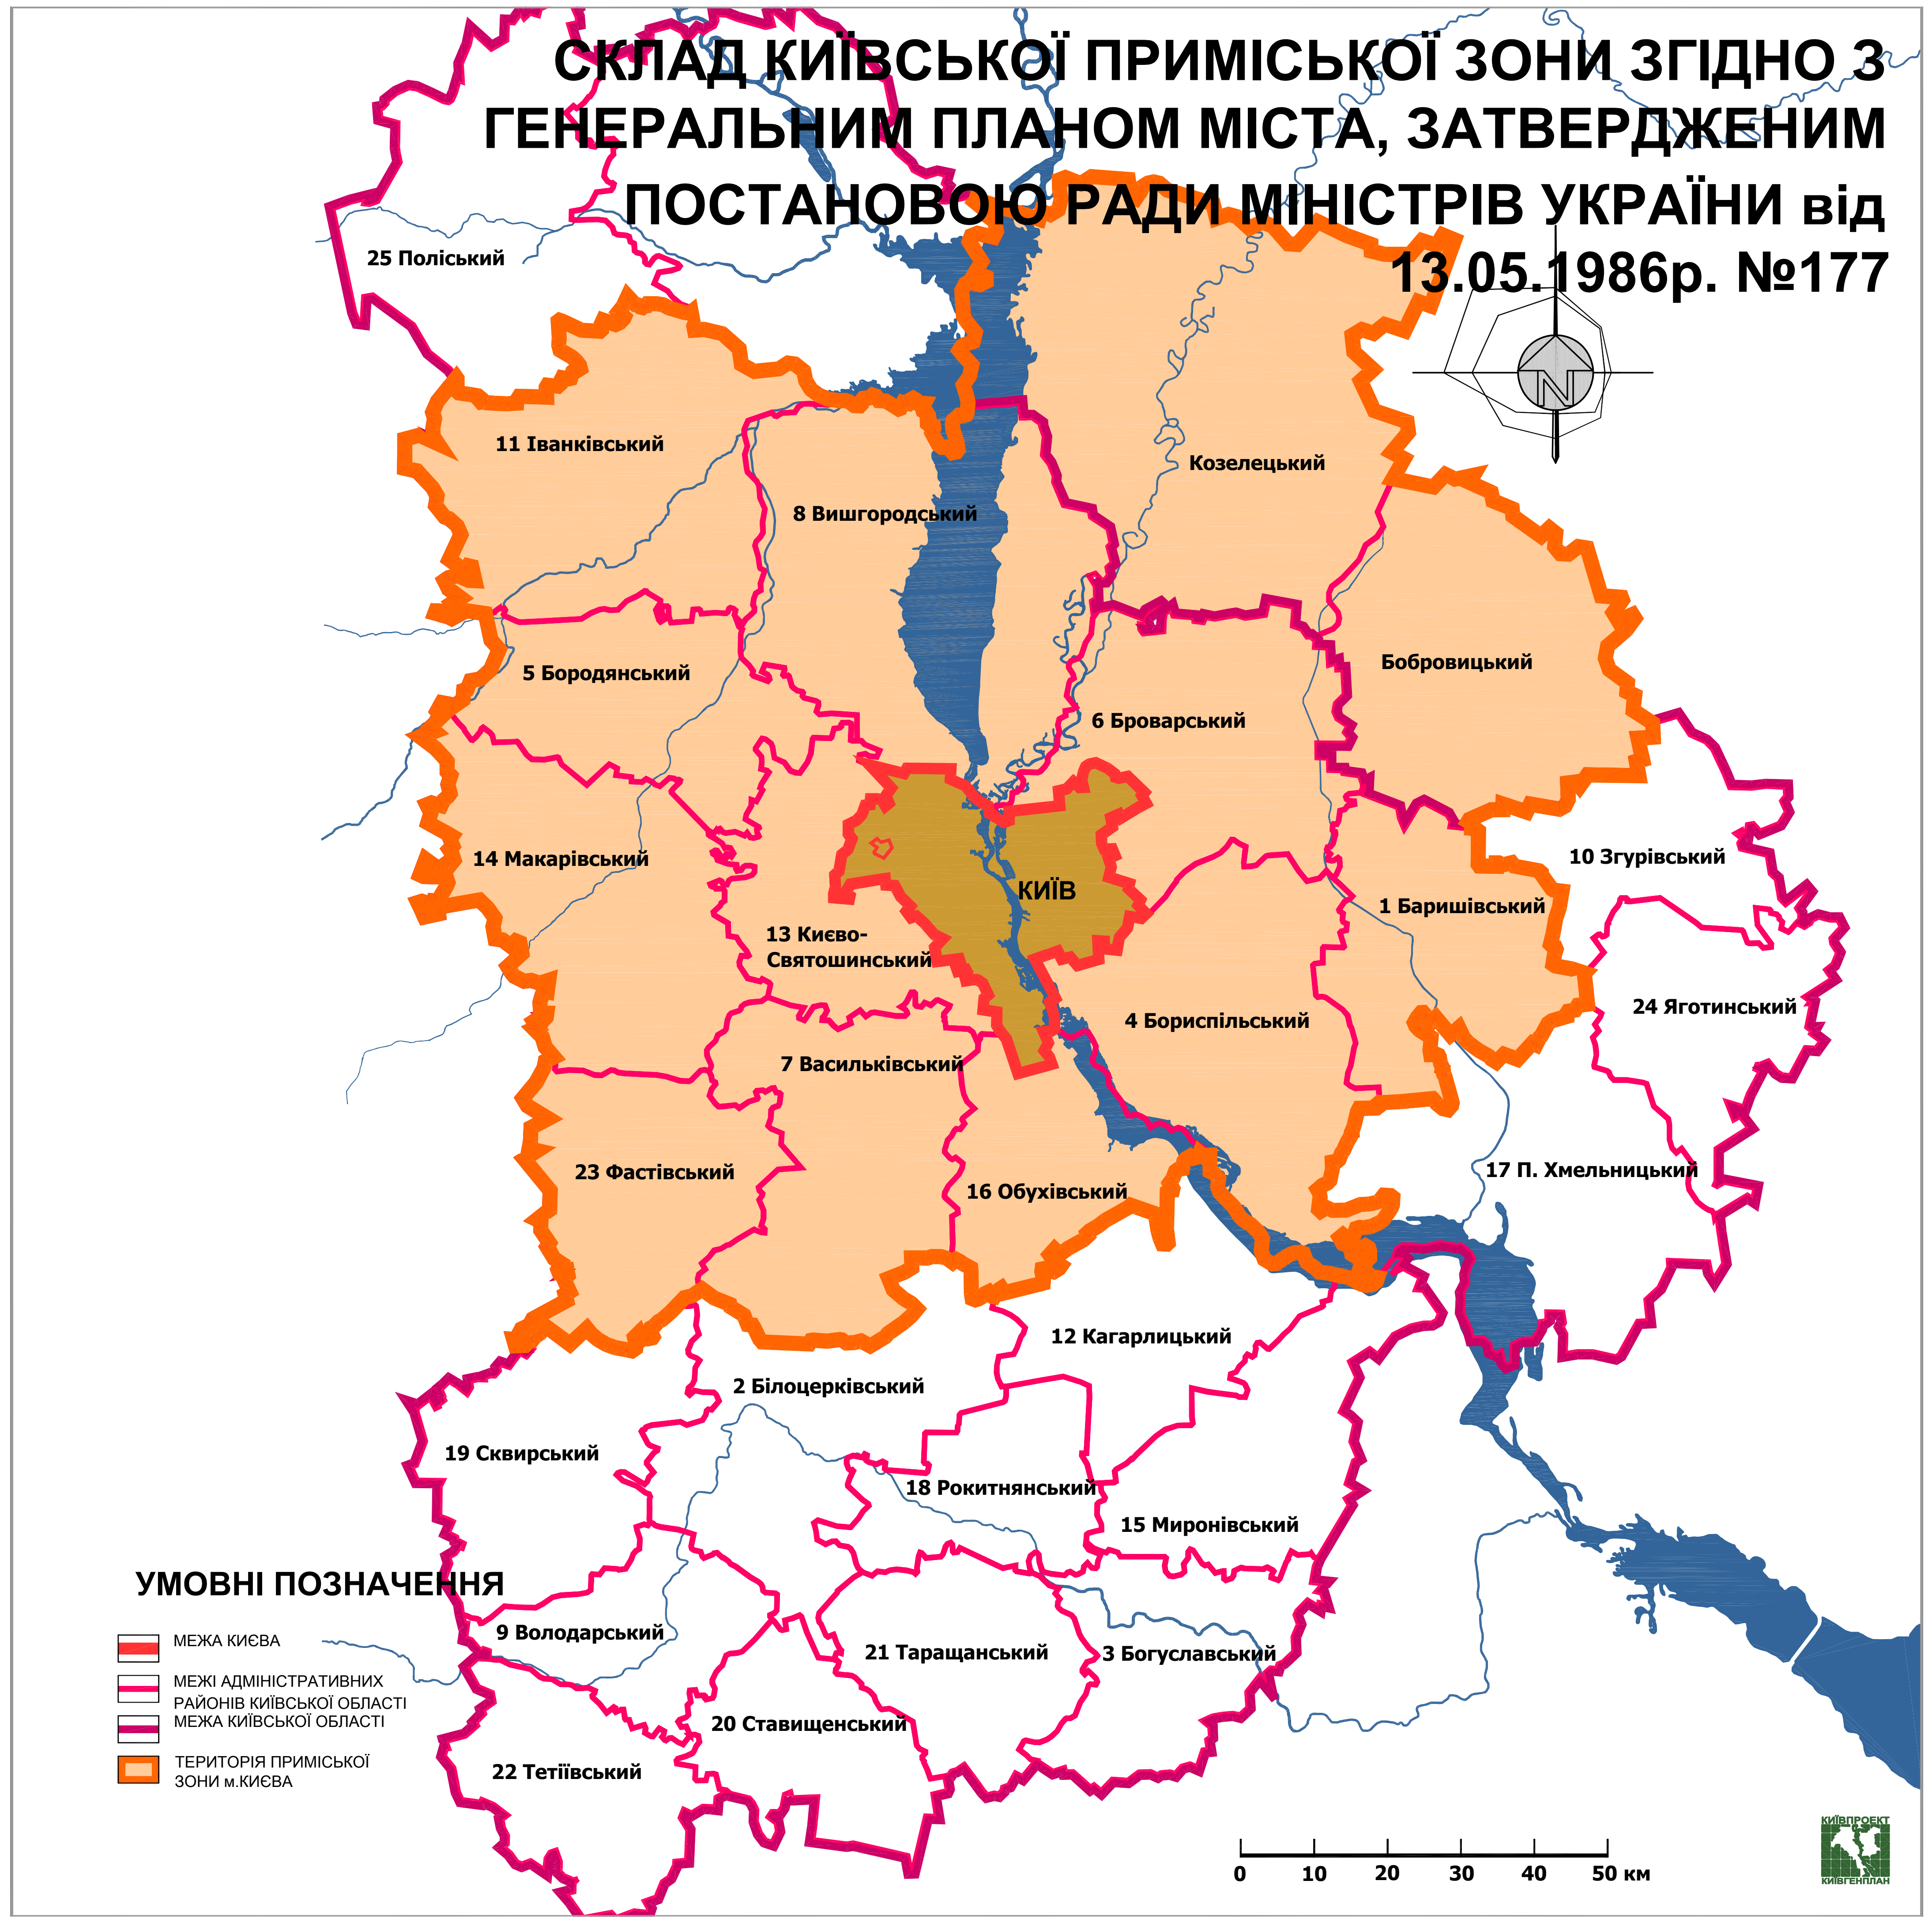 СКЛАД КИЇВСЬКОЇ ПРИМІСЬКОЇ ЗОНИ ЗГІДНО З
ГЕНЕРАЛЬНИМ ПЛАНОМ МІСТА, ЗАТВЕРДЖЕНИМ
ПОСТАНОВОЮ РАДИ МІНІСТРІВ УКРАЇНИ від
13.05.1986р. №177
25 Поліський
N
11 Іванківський
Козелецький
8 Вишгородський
5 Бородянський
Бобровицький
6 Броварський
14 Макарівський
10 Згурівський
КИЇВ
1 Баришівський
13 Києво-
Святошинський
24 Яготинський
4 Бориспільський
7 Васильківський
23 Фастівський
17 П. Хмельницький
16 Обухівський
12 Кагарлицький
2 Білоцерківський
19 Сквирський
18 Рокитнянський
15 Миронівський
9 Володарський
21 Таращанський
3 Богуславський
20 Ставищенський
22 Тетіївський
УМОВНІ ПОЗНАЧЕННЯ
МЕЖА КИЄВА
МЕЖІ АДМІНІСТРАТИВНИХ
РАЙОНІВ КИЇВСЬКОЇ ОБЛАСТІ
МЕЖА КИЇВСЬКОЇ ОБЛАСТІ
ТЕРИТОРІЯ ПРИМІСЬКОЇ
ЗОНИ м.КИЄВА
0 10 20 30 40 50 км
КИЇВПРОЕКТ
КИЇВГЕНПЛАН